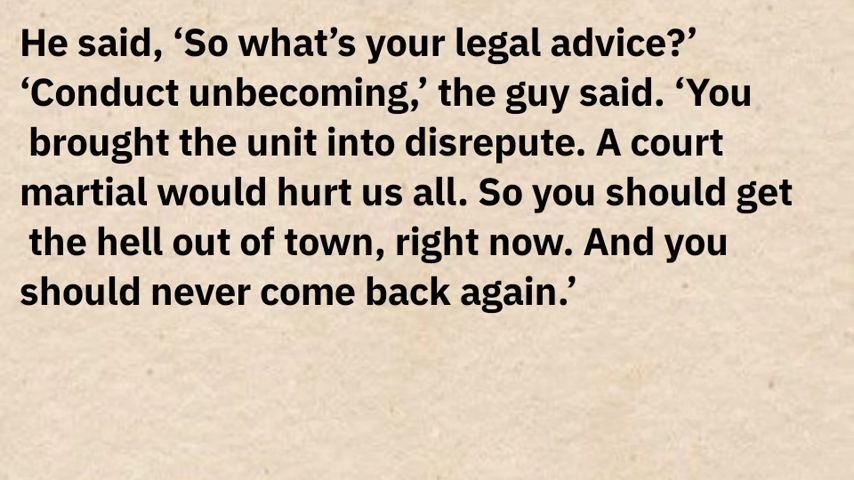 He said, ‘So what’s your legal advice?’
‘Conduct unbecoming,’ the guy said. ‘You
brought the unit into disrepute. A court
martial would hurt us all. So you should get
the hell out of town, right now. And you
should never come back again.’